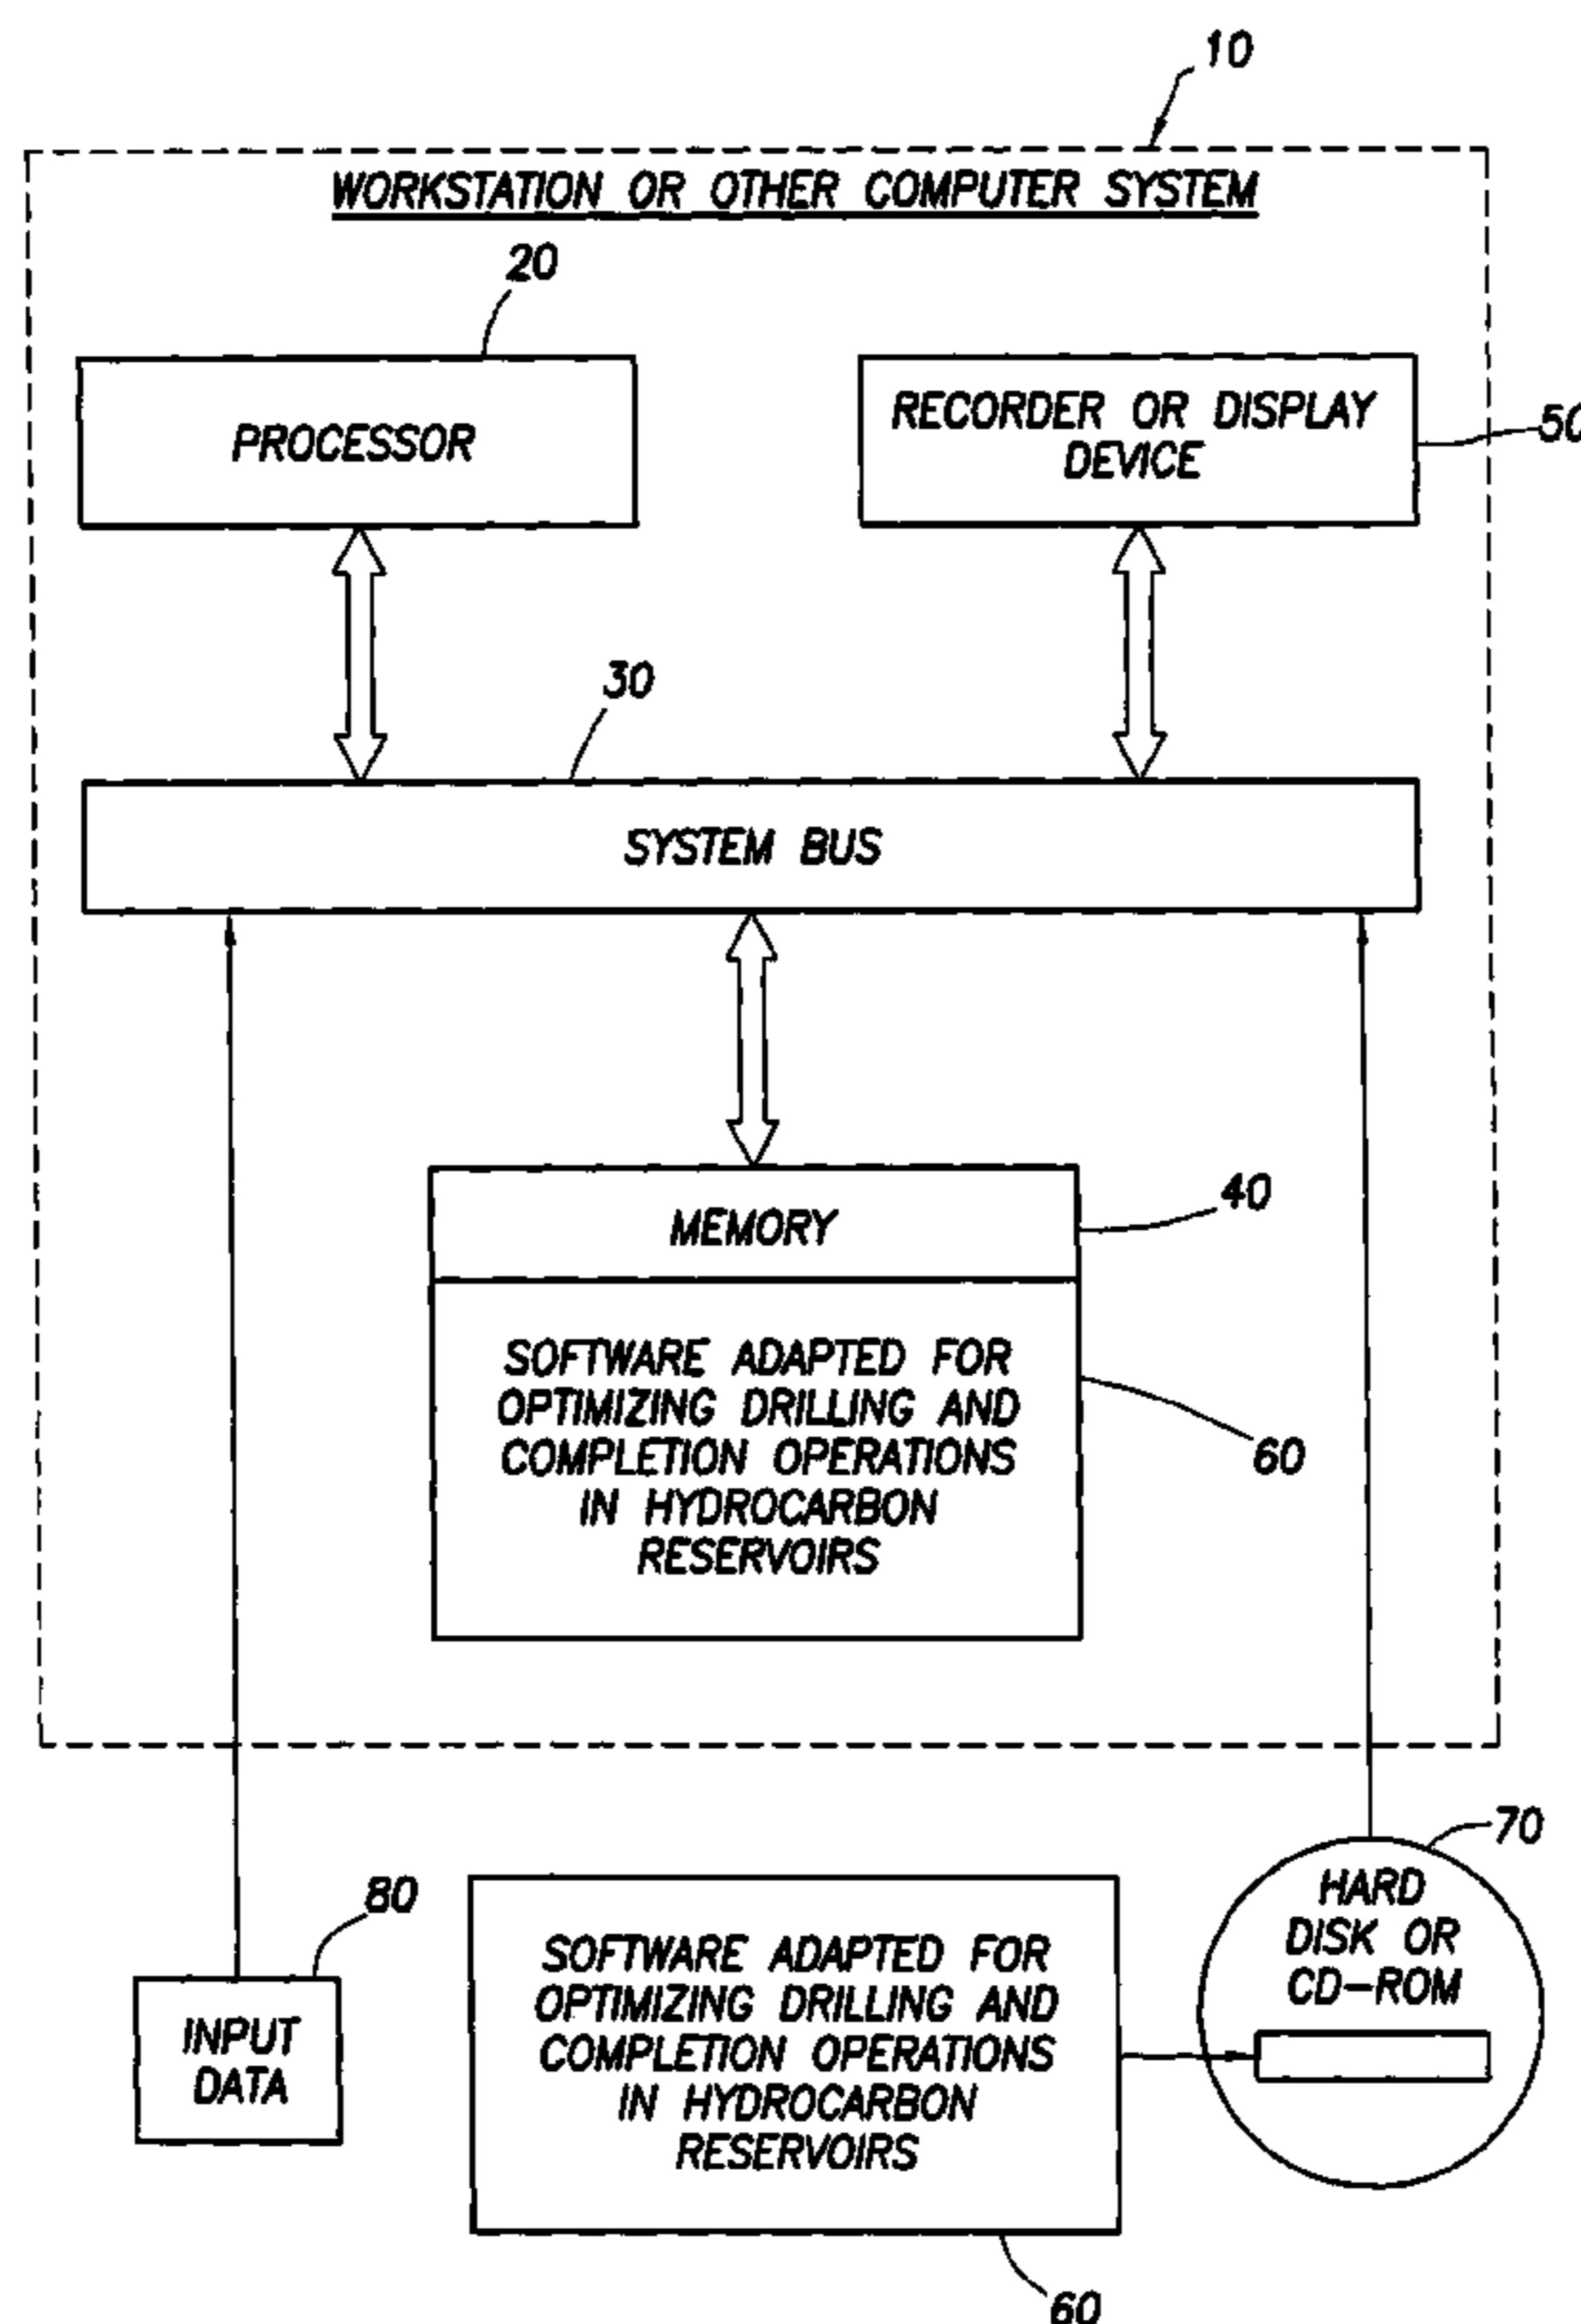 10
WORKSTATION OR OTHER COMPUTER SYSTEM
20
PROCESSOR
RECORDER OR DISPLAY
DEVICE
50
30
SYSTEM BUS
MEMORY
40
SOFTWARE ADAPTED FOR
OPTIMIZING DRILLING AND
COMPLETION OPERATIONS
IN HYDROCARBON
RESERVOIRS
60
70
HARD
DISK OR
CD-ROM
80
INPUT
DATA
SOFTWARE ADAPTED FOR
OPTIMIZING DRILLING AND
COMPLETION OPERATIONS
IN HYDROCARBON
RESERVOIRS
60